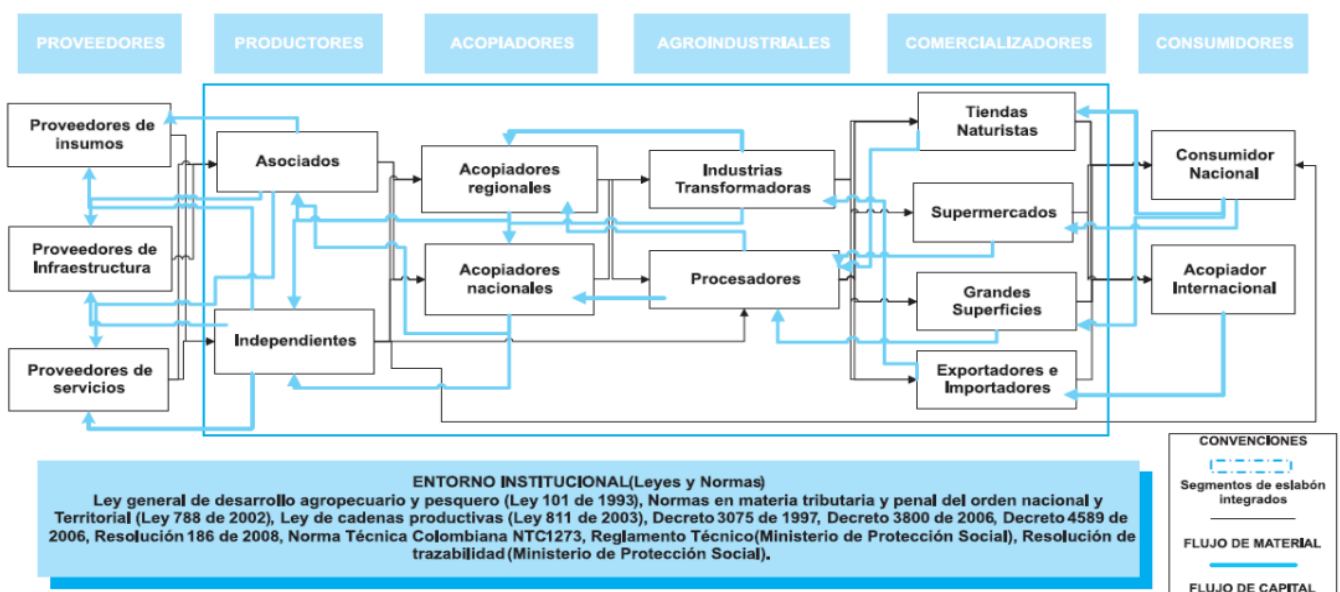 PROVEEDORES
PRODUCTORES
ACOPIADORES
AGROINDUSTRIALES
COMERCIALIZADORES
CONSUMIDORES
Proveedores de
insumos
Proveedores de
Infraestructura
Proveedores de
servicios
Asociados
Independientes
Acopiadores
regionales
Acopiadores
nacionales
Industrias
Transformadoras
Procesadores
Tiendas
Naturistas
Supermercados
Grandes
Superficies
Exportadores e
Importadores
Consumidor
Nacional
Acopiador
Internacional
CONVENCIONES
Segmentos de eslabón
integrados
FLUJO DE MATERIAL
FLUJO DE CAPITAL
ENTORNO INSTITUCIONAL(Leyes y Normas)
Ley general de desarrollo agropecuario y pesquero (Ley 101 de 1993), Normas en materia tributaria y penal del orden nacional y
Territorial (Ley 788 de 2002), Ley de cadenas productivas (Ley 811 de 2003), Decreto 3075 de 1997, Decreto 3800 de 2006, Decreto 4589 de
2006, Resolución 186 de 2008, Norma Técnica Colombiana NTC1273, Reglamento Técnico(Ministerio de Protección Social), Resolución de
trazabilidad(Ministerio de Protección Social).